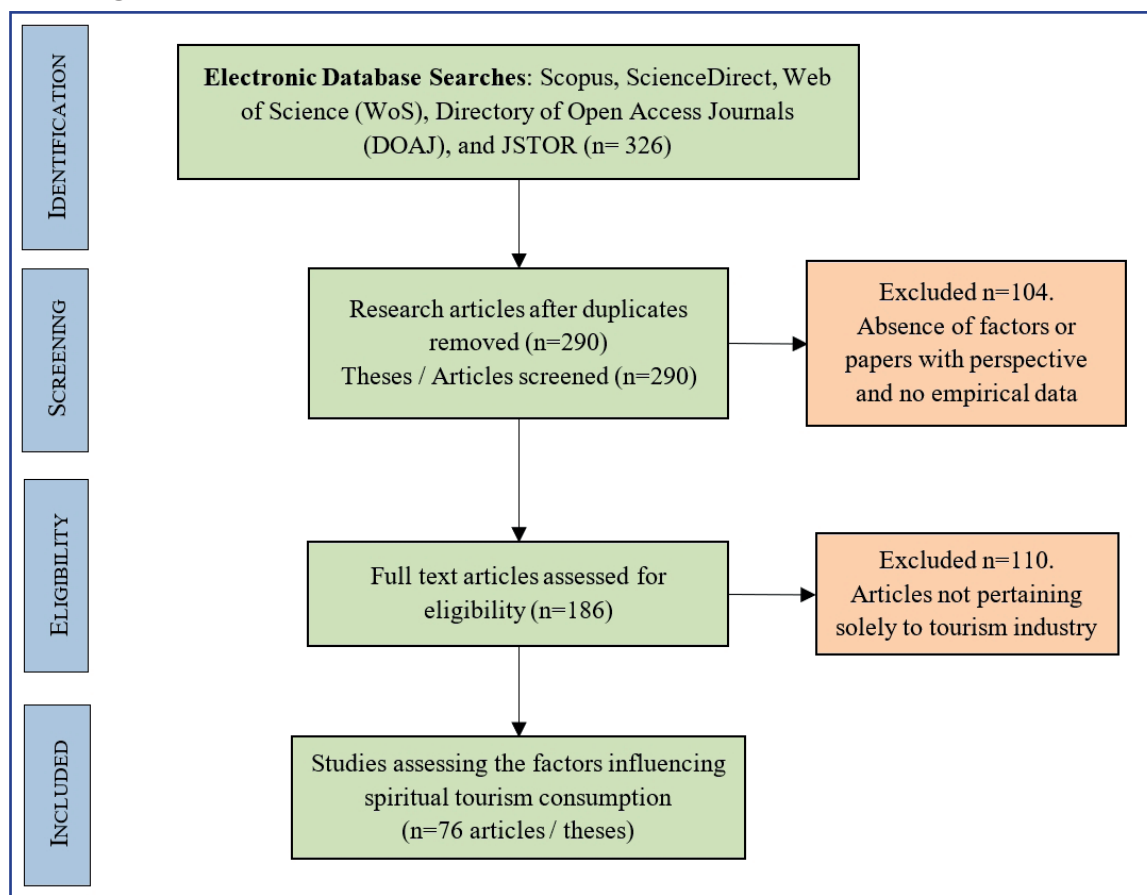 IDENTIFICATION
Electronic Database Searches: Scopus, ScienceDirect, Web
of Science (WoS), Directory of Open Access Journals
(DOAJ), and JSTOR (n= 326)
SCREENING
Research articles after duplicates
removed (n=290)
Theses / Articles screened (n=290)
Excluded n=104.
Absence of factors or
papers with perspective
and no empirical data
ELIGIBILITY
Full text articles assessed for
eligibility (n=186)
Excluded n=110.
Articles not pertaining
solely to tourism industry
INCLUDED
Studies assessing the factors influencing
spiritual tourism consumption
(n=76 articles / theses)